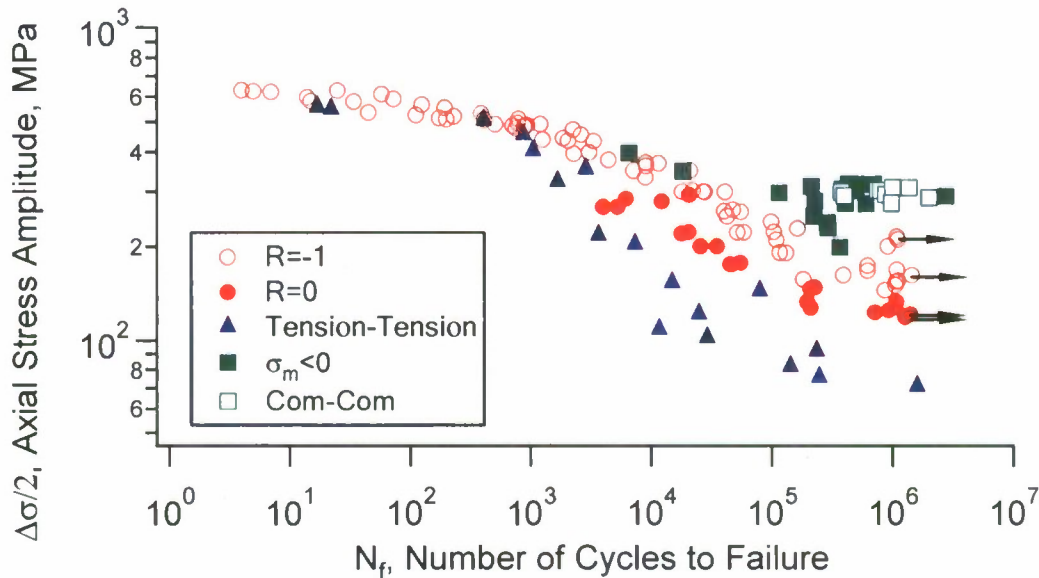 Δσ/2, Axial Stress Amplitude, MPa
10³
8
6
4
2
10²
8
6
R=-1
R=0
Tension-Tension
σm<0
Com-Com
10⁰ 10¹ 10² 10³ 10⁴ 10⁵ 10⁶ 10⁷
Nf, Number of Cycles to Failure